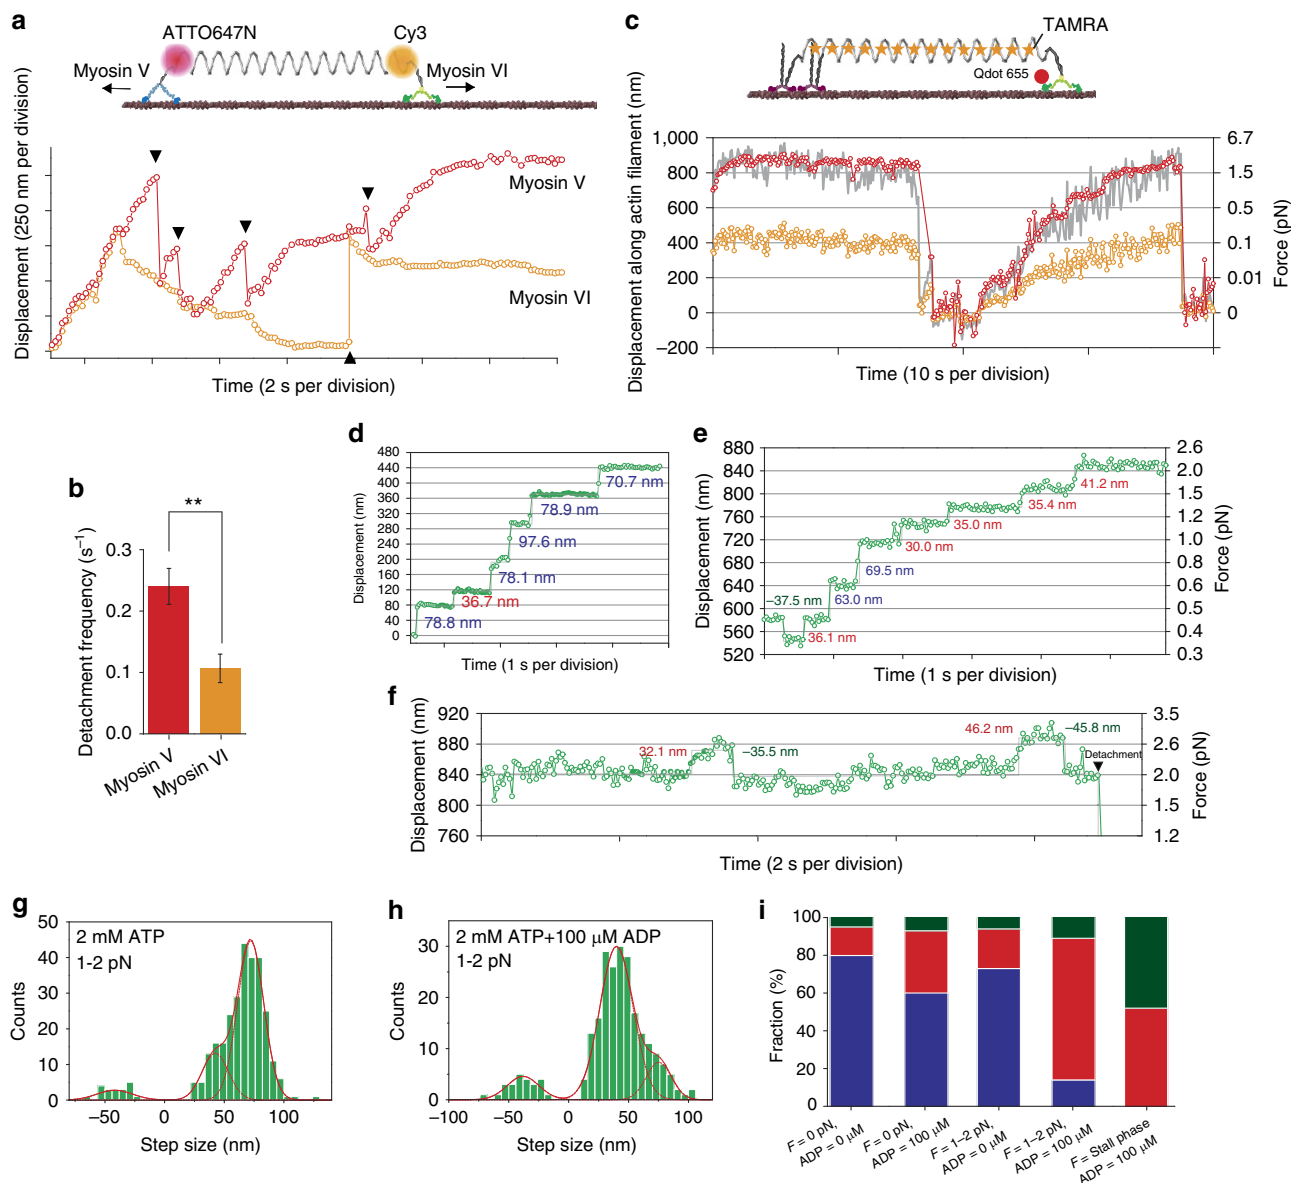 a
ATTO647N
Cy3
Myosin V
Myosin VI
Displacement (250 nm per division)
Myosin V
Myosin VI
Time (2 s per division)
c
TAMRA
Qdot 655
Displacement along actin filament (nm)
1,000
800
600
400
200
0
−200
6.7
1.5
0.5
0.1
0.01
0
Force (pN)
Time (10 s per division)
b
**
Detachment frequency (s⁻¹)
0.3
0.2
0.1
0.0
Myosin V
Myosin VI
d
Displacement (nm)
480
440
400
360
320
280
240
200
160
120
80
40
0
70.7 nm
78.9 nm
97.6 nm
78.1 nm
36.7 nm
78.8 nm
Time (1 s per division)
e
Displacement (nm)
880
840
800
760
720
680
640
600
560
520
2.6
2.0
1.5
1.2
1.0
0.8
0.6
0.5
0.4
0.3
Force (pN)
41.2 nm
35.4 nm
35.0 nm
30.0 nm
69.5 nm
63.0 nm
−37.5 nm
36.1 nm
Time (1 s per division)
f
Displacement (nm)
920
880
840
800
760
3.5
2.6
2.0
1.5
1.2
Force (pN)
32.1 nm
−35.5 nm
46.2 nm
−45.8 nm
Detachment
Time (2 s per division)
g
2 mM ATP
1-2 pN
Counts
50
40
30
20
10
0
−50 0 50 100
Step size (nm)
h
2 mM ATP+100 μM ADP
1-2 pN
Counts
30
20
10
0
−100 −50 0 50 100
Step size (nm)
i
Fraction (%)
100
80
60
40
20
0
F = 0 pN,
ADP = 0 μM
F = 0 pN,
ADP = 100 μM
F = 1–2 pN,
ADP = 0 μM
F = 1–2 pN,
ADP = 100 μM
F = Stall phase
ADP = 100 μM